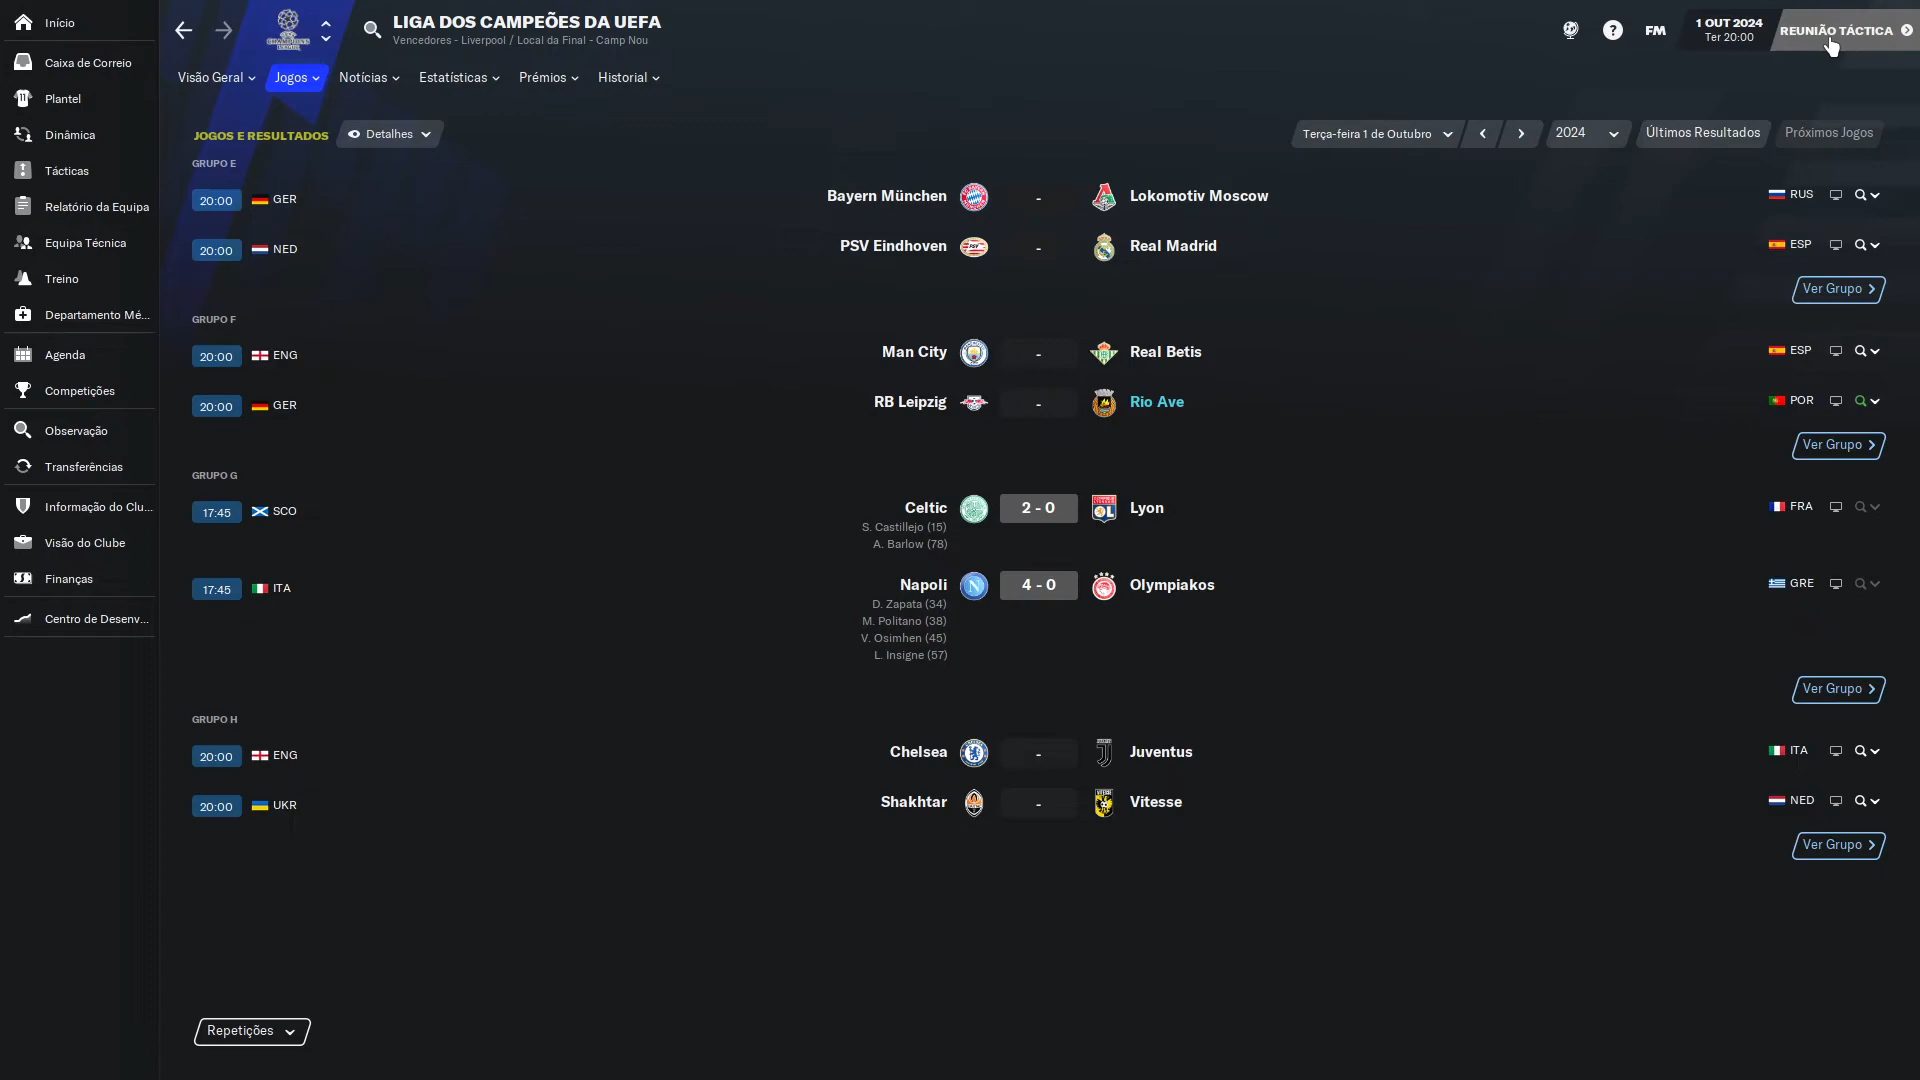 Início
Caixa de Correio
Plantel
Dinâmica
Tácticas
Relatório da Equipa
Equipa Técnica
Treino
Departamento Mé...
Agenda
Competições
Observação
Transferências
Informação do Clu...
Visão do Clube
Finanças
Centro de Desenv...
LIGA DOS CAMPEÕES DA UEFA
Vencedores - Liverpool / Local da Final - Camp Nou
FM
1 OUT 2024
Ter 20:00
REUNIÃO TÁCTICA
Visão Geral
Jogos
Notícias
Estatísticas
Prémios
Historial
JOGOS E RESULTADOS
Detalhes
Terça-feira 1 de Outubro
2024
Últimos Resultados
Próximos Jogos
GRUPO E
20:00 GER Bayern München - Lokomotiv Moscow RUS
20:00 NED PSV Eindhoven - Real Madrid ESP
Ver Grupo
GRUPO F
20:00 ENG Man City - Real Betis ESP
20:00 GER RB Leipzig - Rio Ave POR
Ver Grupo
GRUPO G
17:45 SCO Celtic 2 - 0 Lyon FRA
S. Castillejo (15)
A. Barlow (78)
17:45 ITA Napoli 4 - 0 Olympiakos GRE
D. Zapata (34)
M. Politano (38)
V. Osimhen (45)
L. Insigne (57)
Ver Grupo
GRUPO H
20:00 ENG Chelsea - Juventus ITA
20:00 UKR Shakhtar - Vitesse NED
Ver Grupo
Repetições